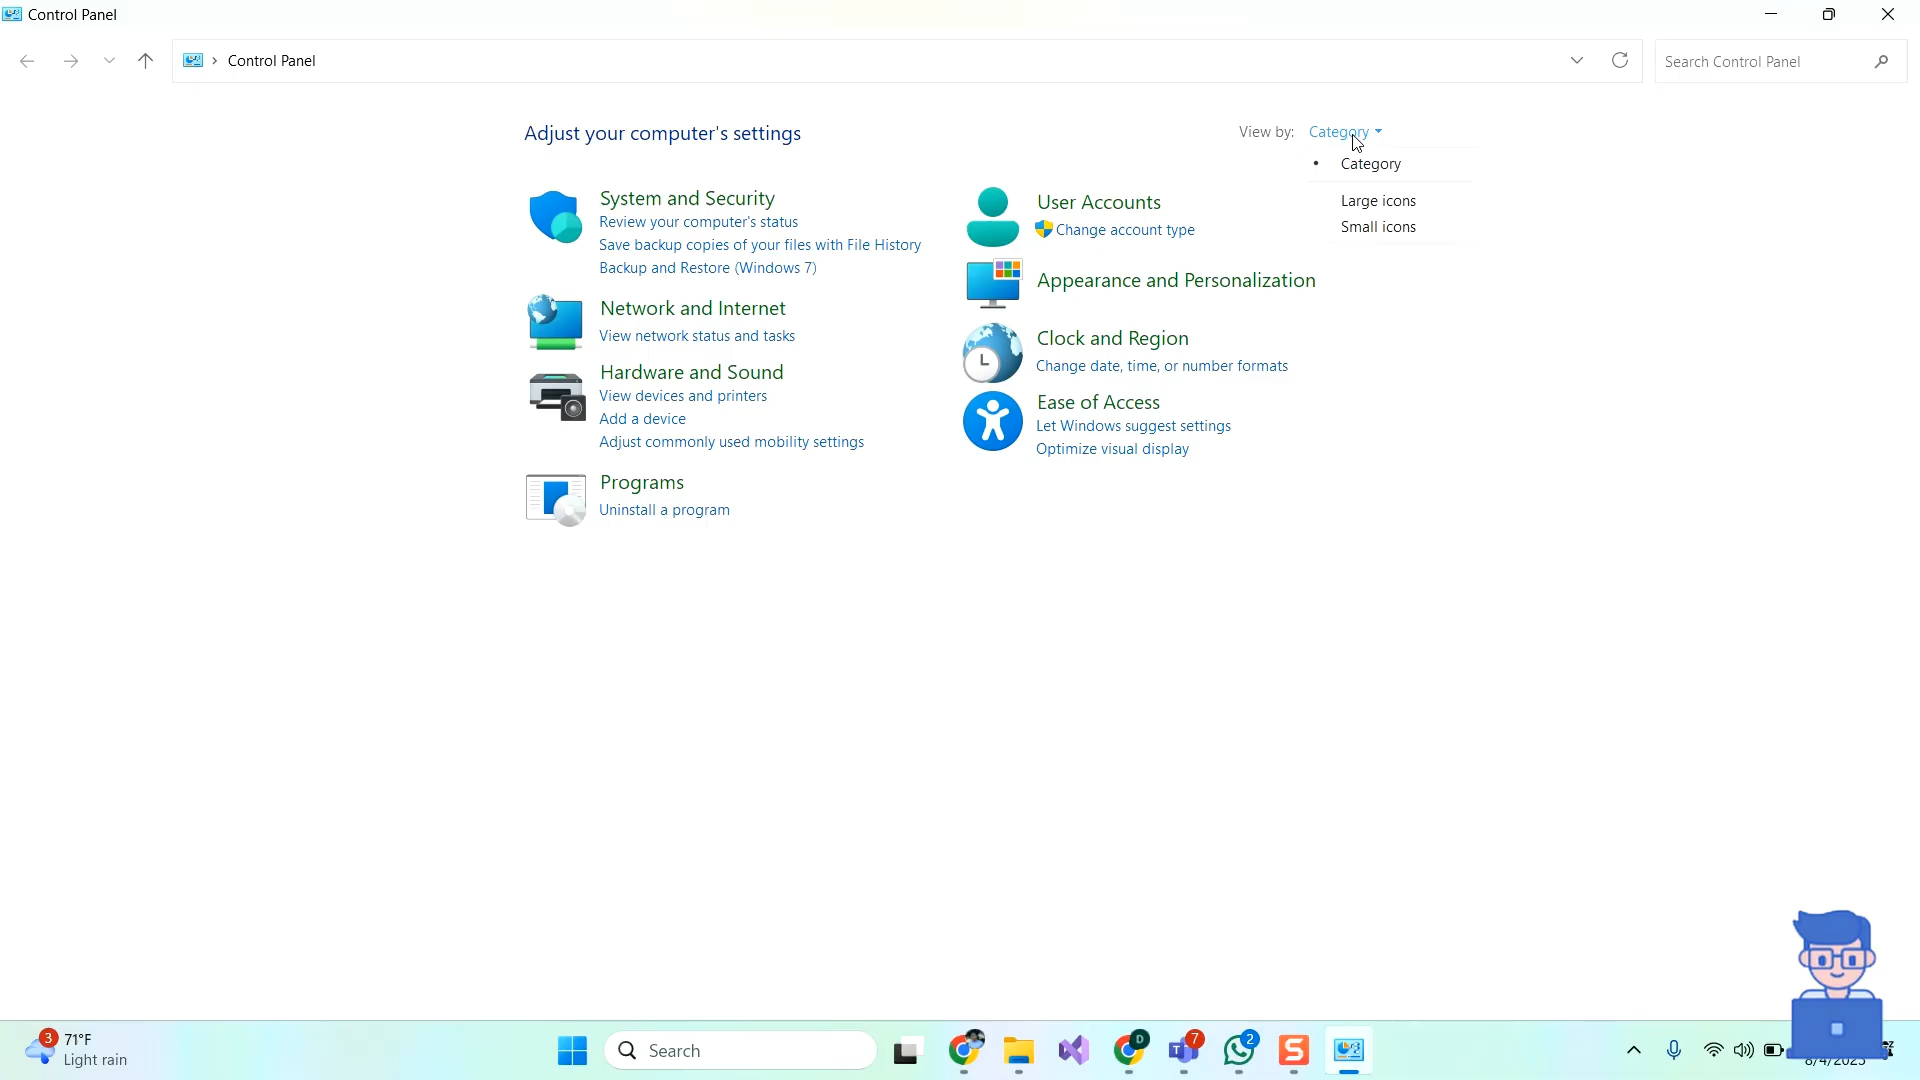 Control Panel
Control Panel
Search Control Panel
Adjust your computer's settings
View by: Category
Category
Large icons
Small icons
System and Security
Review your computer's status
Save backup copies of your files with File History
Backup and Restore (Windows 7)
Network and Internet
View network status and tasks
Hardware and Sound
View devices and printers
Add a device
Adjust commonly used mobility settings
Programs
Uninstall a program
User Accounts
Change account type
Appearance and Personalization
Clock and Region
Change date, time, or number formats
Ease of Access
Let Windows suggest settings
Optimize visual display
3
71°F
Light rain
Search
D
7
2
8/4/2025